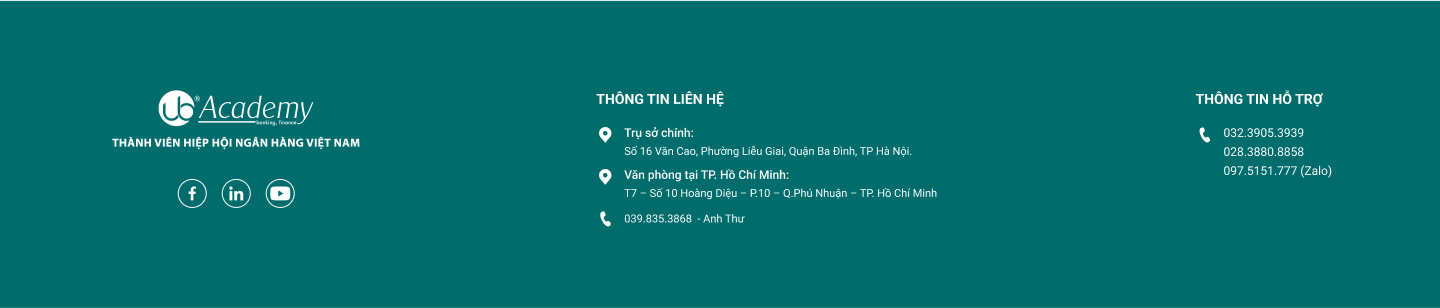 ub® Academy
banking, finance
THÀNH VIÊN HIỆP HỘI NGÂN HÀNG VIỆT NAM
THÔNG TIN LIÊN HỆ
Trụ sở chính:
Số 16 Văn Cao, Phường Liễu Giai, Quận Ba Đình, TP Hà Nội.
Văn phòng tại TP. Hồ Chí Minh:
T7 – Số 10 Hoàng Diệu – P.10 – Q.Phú Nhuận – TP. Hồ Chí Minh
039.835.3868 - Anh Thư
THÔNG TIN HỖ TRỢ
032.3905.3939
028.3880.8858
097.5151.777 (Zalo)